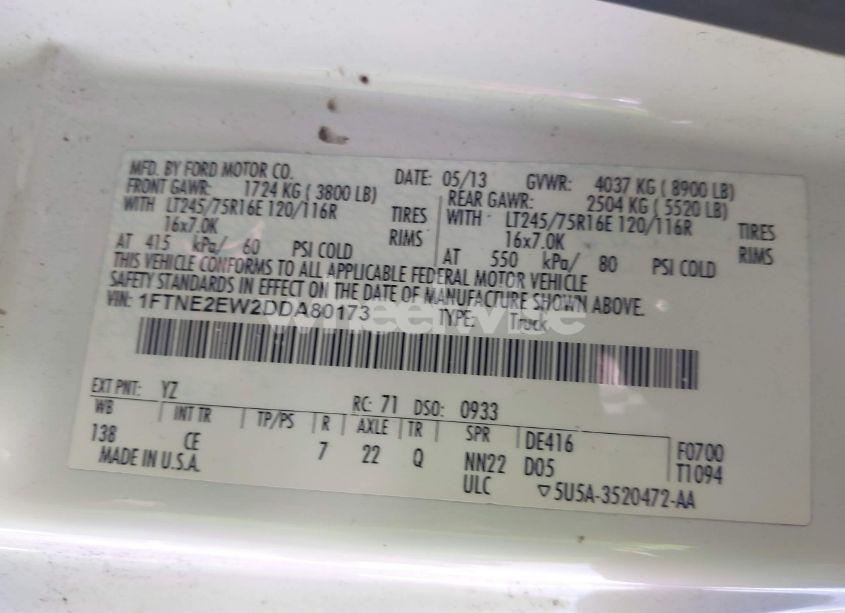 MFD. BY FORD MOTOR CO. DATE: 05/13 GVWR: 4037 KG ( 8900 LB)
FRONT GAWR: 1724 KG ( 3800 LB) REAR GAWR: 2504 KG ( 5520 LB)
WITH LT245/75R16E 120/116R TIRES WITH LT245/75R16E 120/116R TIRES
16x7.0K RIMS 16x7.0K RIMS
AT 415 kPa/ 60 PSI COLD AT 550 kPa/ 80 PSI COLD
THIS VEHICLE CONFORMS TO ALL APPLICABLE FEDERAL MOTOR VEHICLE
SAFETY STANDARDS IN EFFECT ON THE DATE OF MANUFACTURE SHOWN ABOVE.
VIN: 1FTNE2EW2DDA80173 TYPE: Truck
wheelwise
EXT PNT: YZ RC: 71 DSO: 0933
WB INT TR TP/PS R AXLE TR SPR DE416 F0700
138 CE 7 22 Q NN22 D05 T1094
MADE IN U.S.A. ULC ▽5U5A-3520472-AA